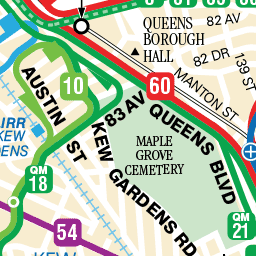 QUEENS
BOROUGH
HALL
82 AV
82 DR
139 ST
MANTON ST
10
60
AUSTIN ST
83 AV
QUEENS BLVD
KEW GARDENS RD
MAPLE
GROVE
CEMETERY
IRR
KEW
DENS
QM
18
54
QM
21
KEW